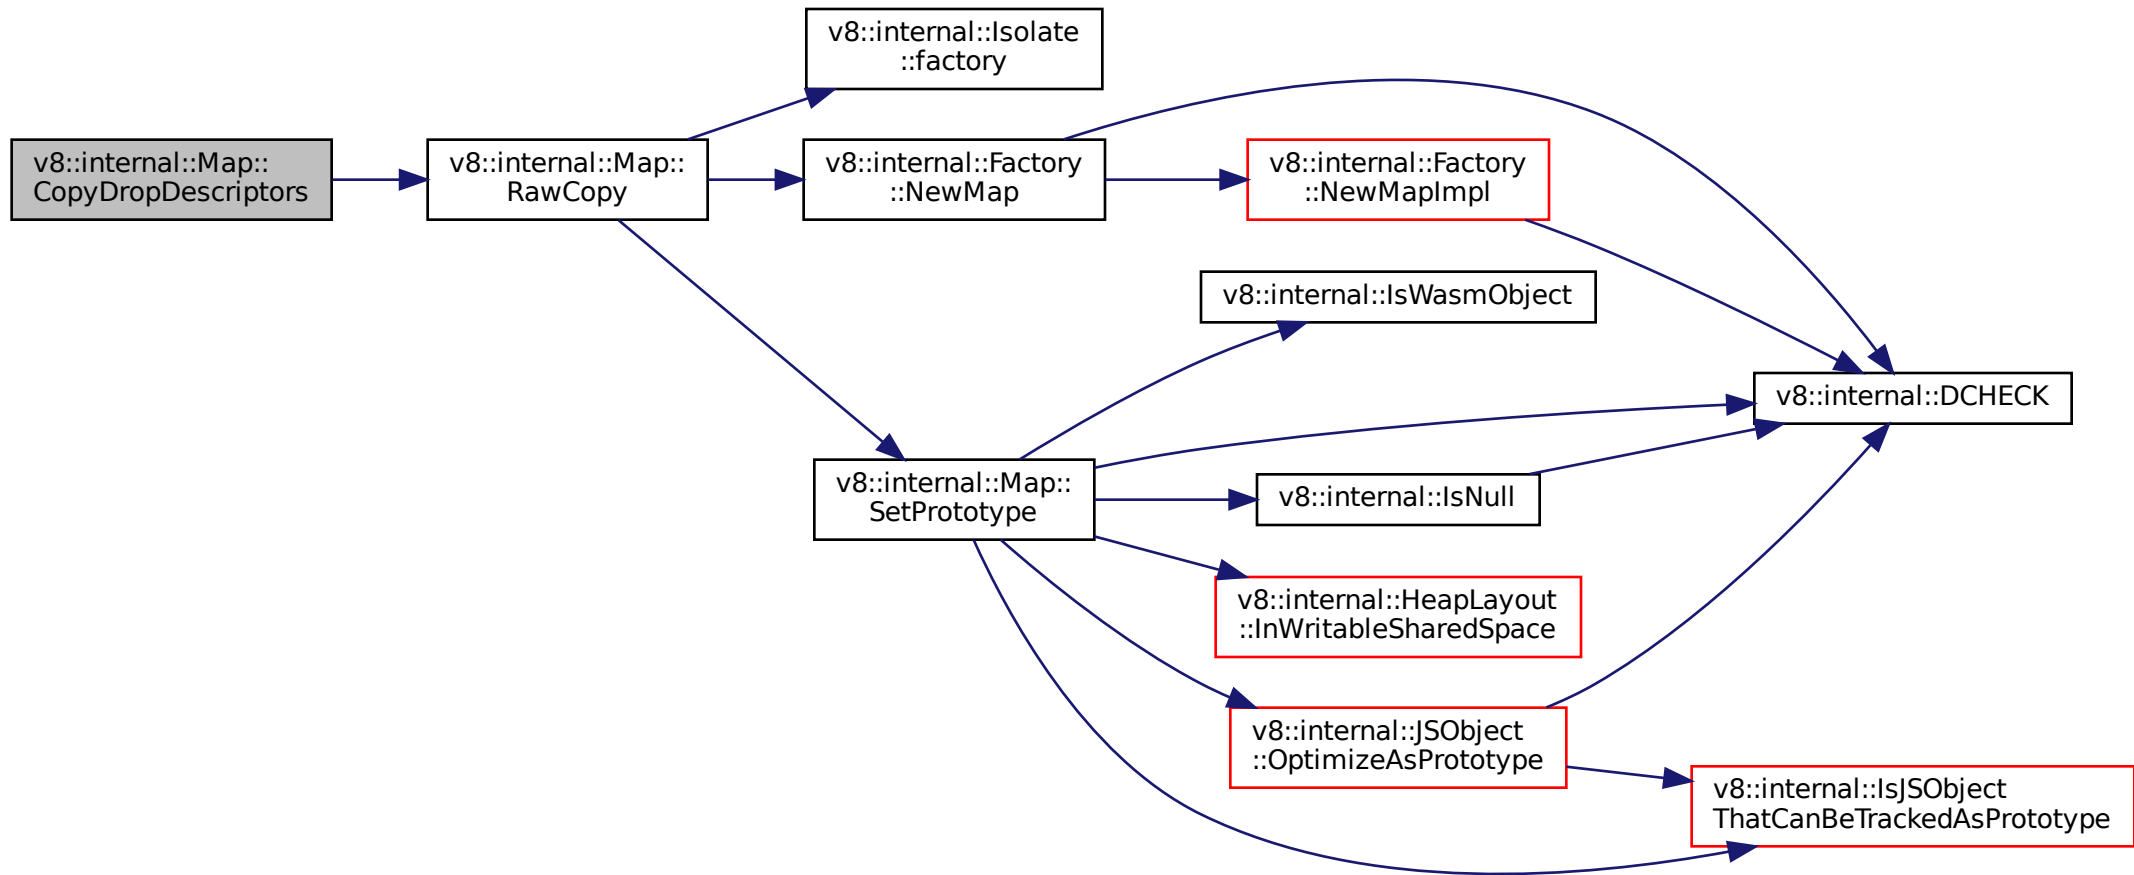 v8::internal::Isolate
::factory
v8::internal::Map::
CopyDropDescriptors
v8::internal::Map::
RawCopy
v8::internal::Factory
::NewMap
v8::internal::Factory
::NewMapImpl
v8::internal::IsWasmObject
v8::internal::DCHECK
v8::internal::Map::
SetPrototype
v8::internal::IsNull
v8::internal::HeapLayout
::InWritableSharedSpace
v8::internal::JSObject
::OptimizeAsPrototype
v8::internal::IsJSObject
ThatCanBeTrackedAsPrototype